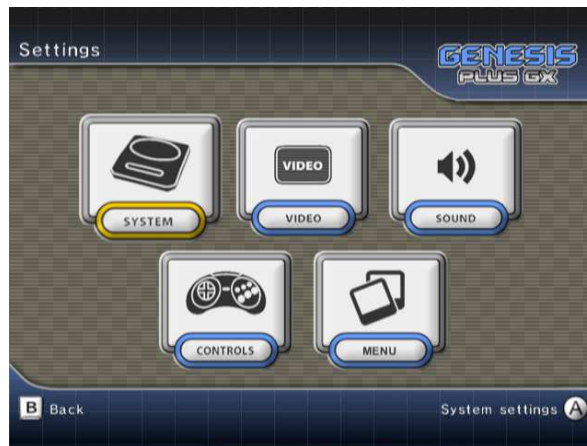 Settings
GENESIS
PLUS GX
VIDEO
SYSTEM
VIDEO
SOUND
CONTROLS
MENU
B Back
System settings A